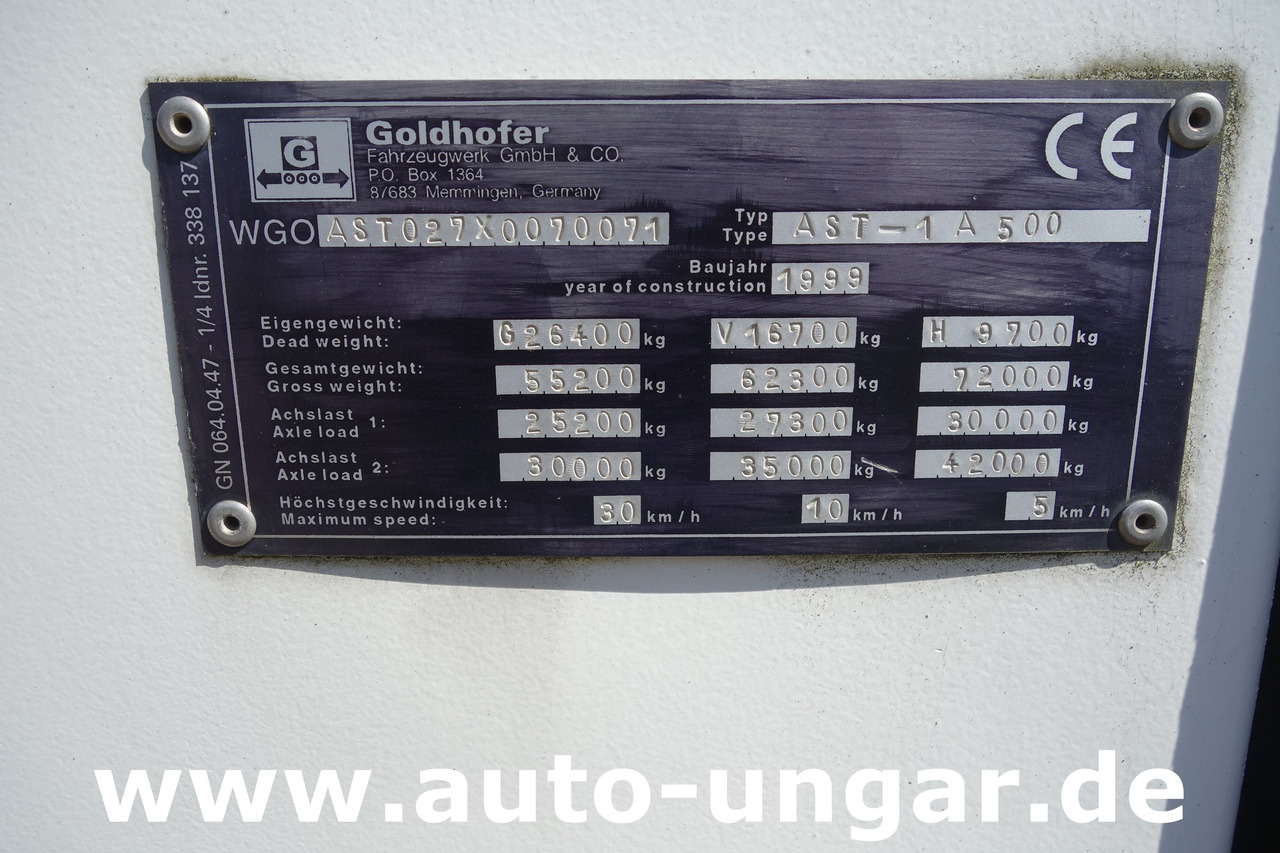 G
Goldhofer
Fahrzeugwerk GmbH & CO.
P.O. Box 1364
87683 Memmingen, Germany
CE
WGO AST027X0070071 Typ Type AST-1 A 500
Baujahr
year of construction 1999
Eigengewicht:
Dead weight: G26400 kg V16700 kg H 9700 kg
Gesamtgewicht:
Gross weight: 55200 kg 62300 kg 72000 kg
Achslast
Axle load 1: 25200 kg 27300 kg 30000 kg
Achslast
Axle load 2: 30000 kg 35000 kg 42000 kg
Höchstgeschwindigkeit:
Maximum speed: 30 km/h 10 km/h 5 km/h
GN 064.04.47 - 1/4 Idnr. 338 137
www.auto-ungar.de